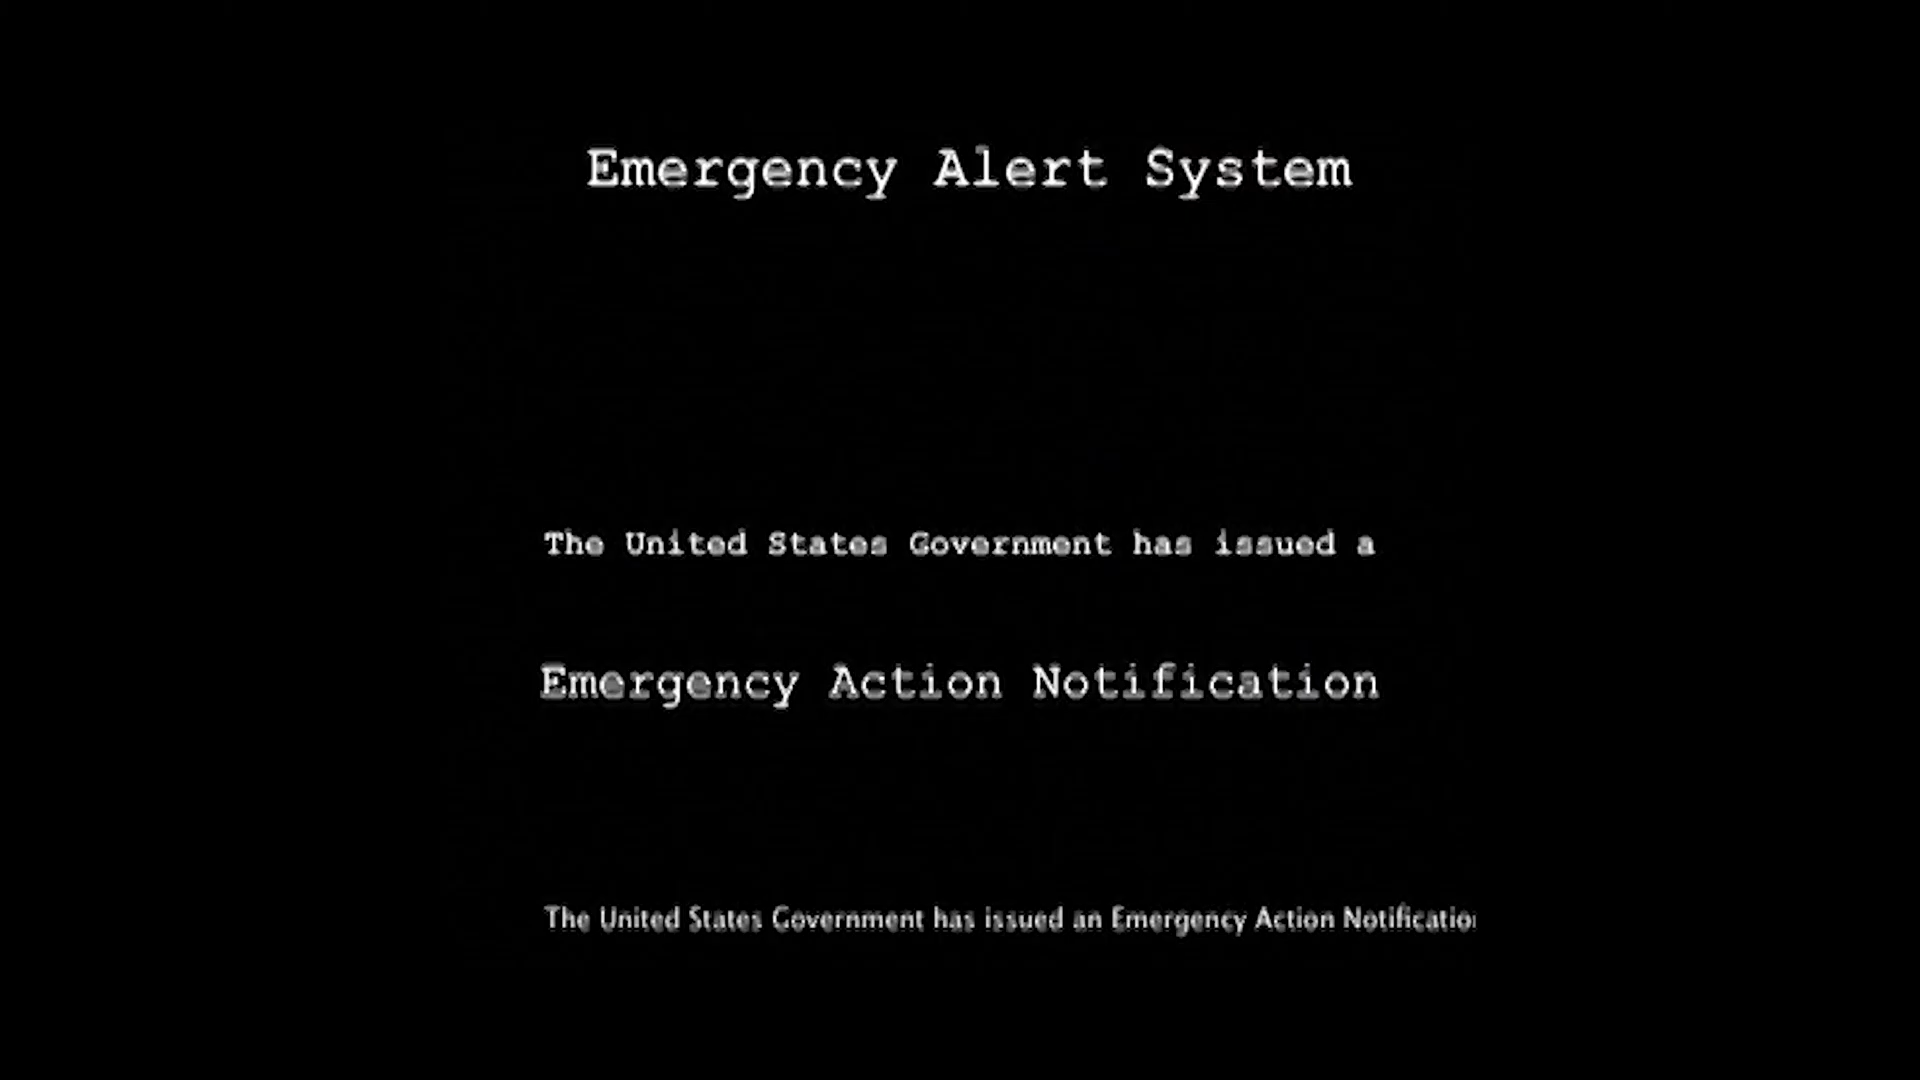 Emergency Alert System
The United States Government has issued a
Emergency Action Notification
The United States Government has issued an Emergency Action Notification